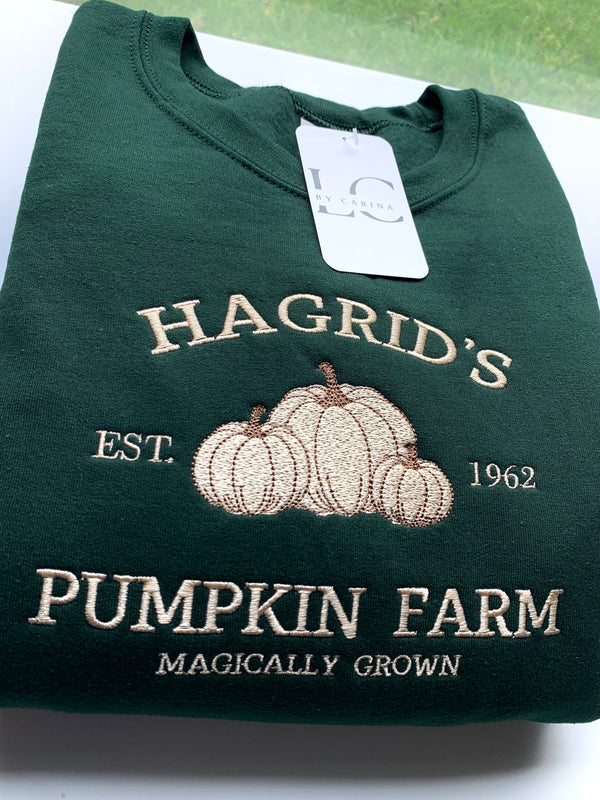 LC
BY CARINA
HAGRID'S
EST.
1962
PUMPKIN FARM
MAGICALLY GROWN